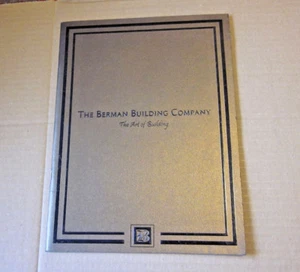 THE BERMAN BUILDING COMPANY
The Art of Building
B